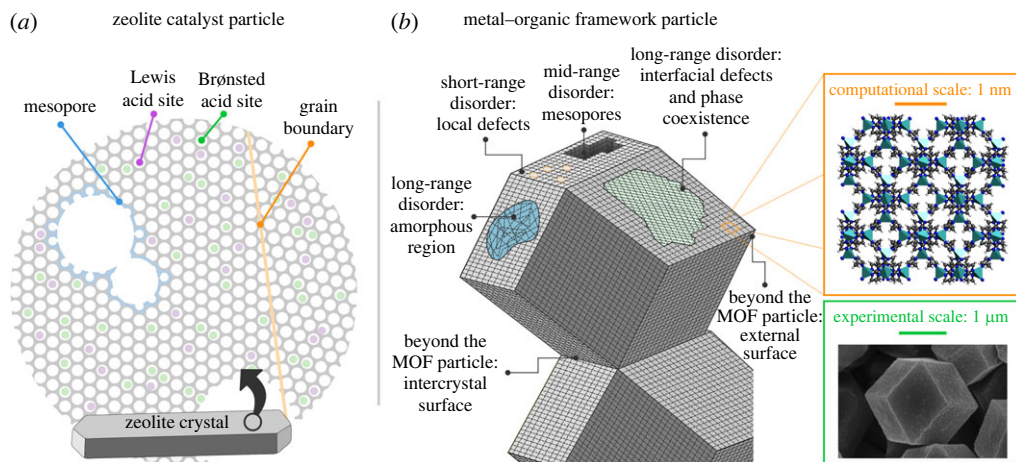 (a) zeolite catalyst particle
mesopore
Lewis
acid site
Brønsted
acid site
grain
boundary
zeolite crystal
(b) metal–organic framework particle
short-range
disorder:
local defects
mid-range
disorder:
mesopores
long-range disorder:
interfacial defects
and phase
coexistence
long-range
disorder:
amorphous
region
beyond the
MOF particle:
intercrystal
surface
beyond the
MOF particle:
external
surface
computational scale: 1 nm
experimental scale: 1 μm